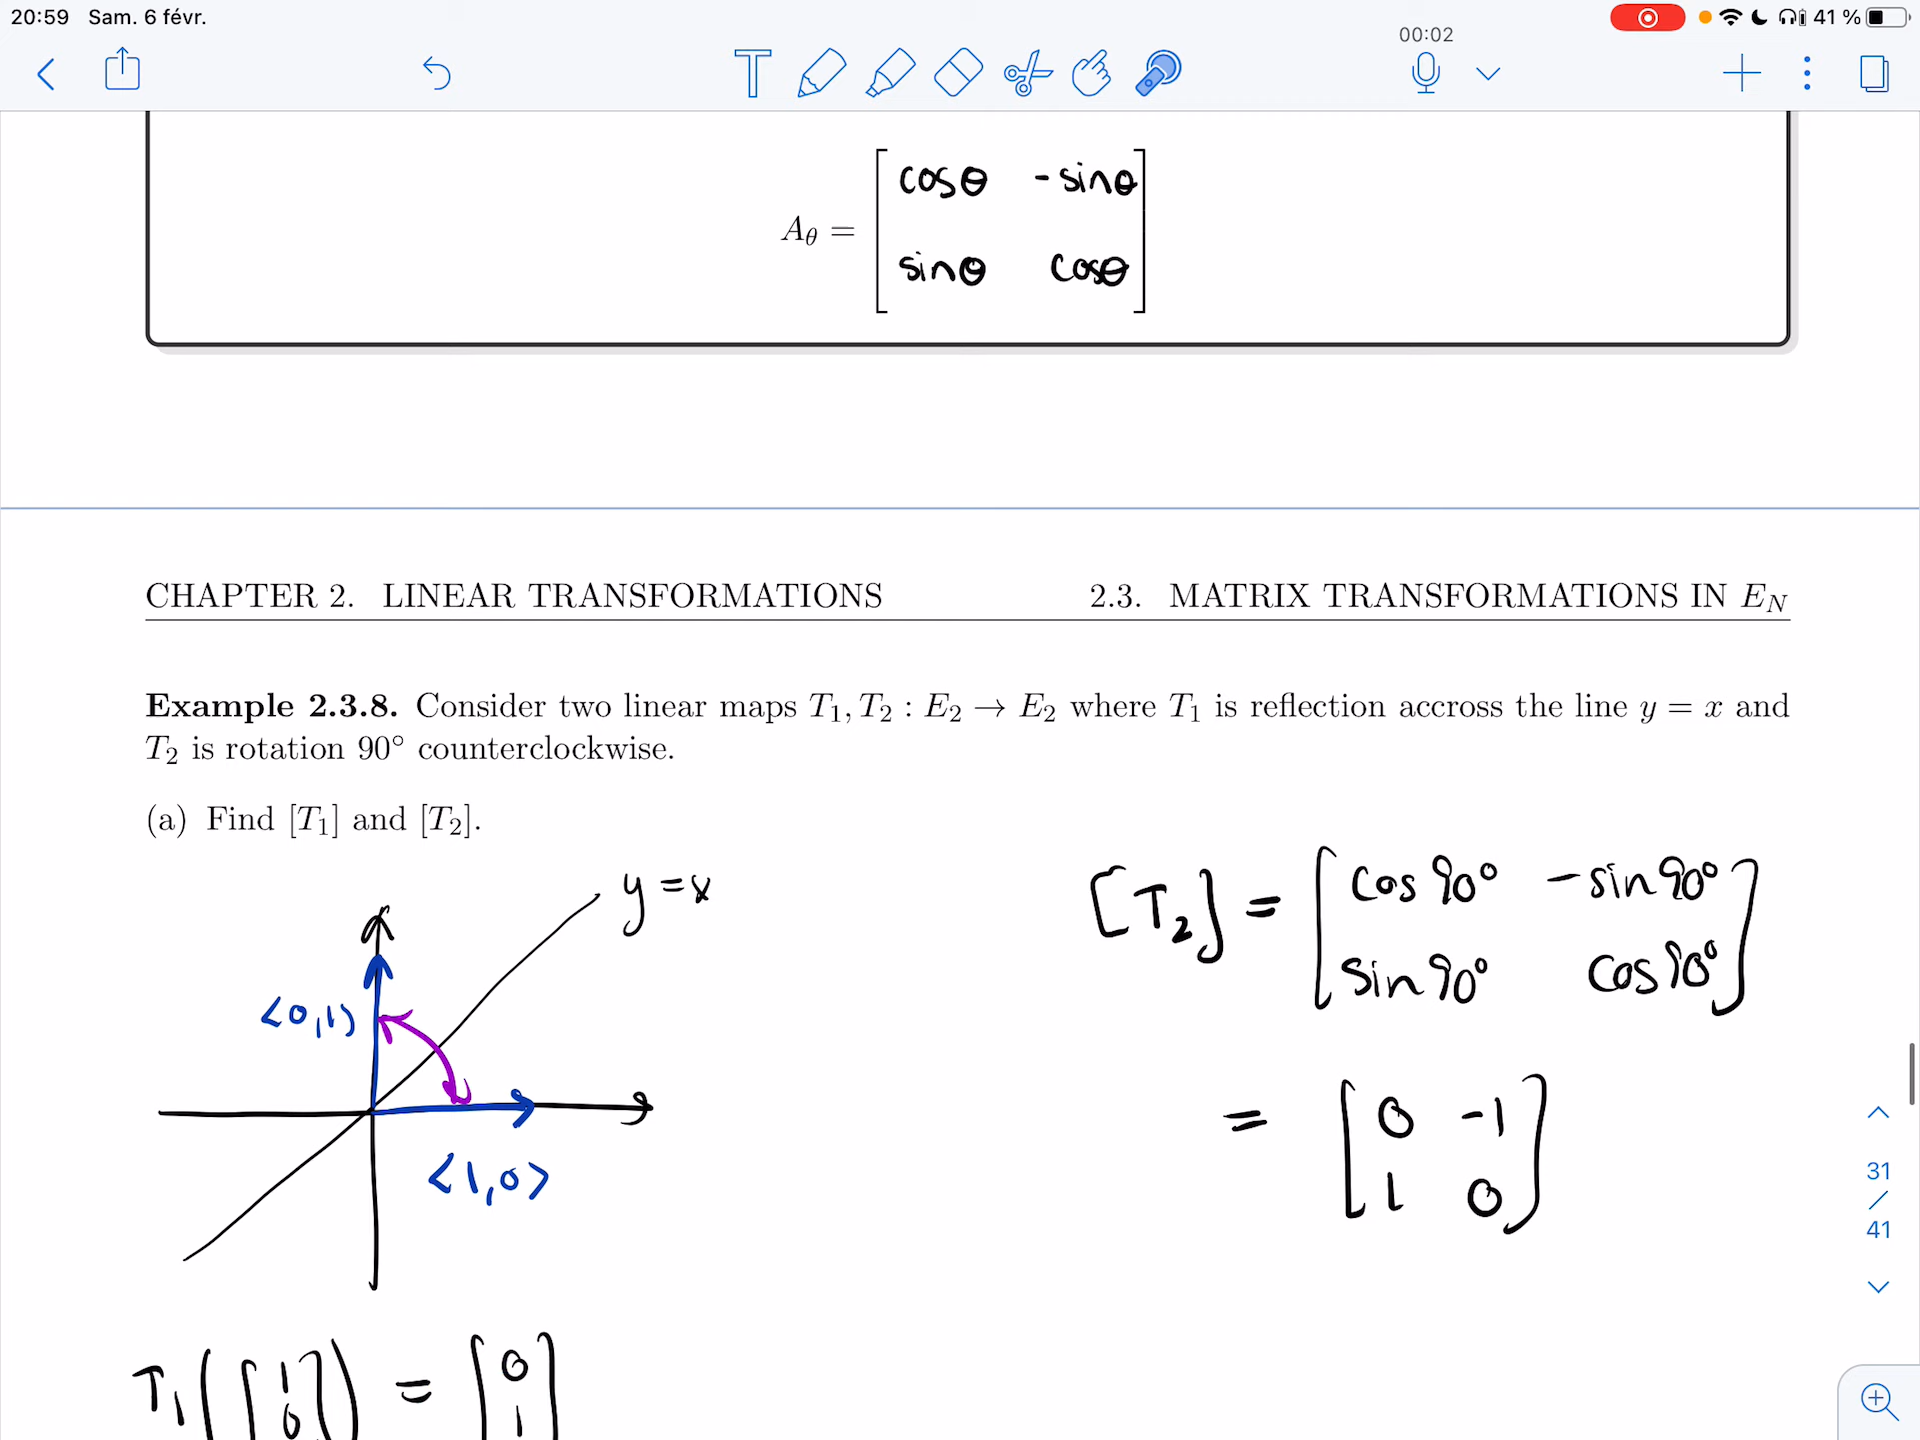 20:59 Sam. 6 févr.
41 %
00:02
A_θ = [cosθ -sinθ
sinθ cosθ]
CHAPTER 2. LINEAR TRANSFORMATIONS 2.3. MATRIX TRANSFORMATIONS IN E_N
Example 2.3.8. Consider two linear maps T₁, T₂ : E₂ → E₂ where T₁ is reflection accross the line y = x and
T₂ is rotation 90° counterclockwise.
(a) Find [T₁] and [T₂].
y = x
<0,1>
<1,0>
[T₂] = [cos 90° -sin 90°
sin 90° cos 90°]
= [0 -1
1 0]
T₁([1
0]) = [0
1]
31
/
41